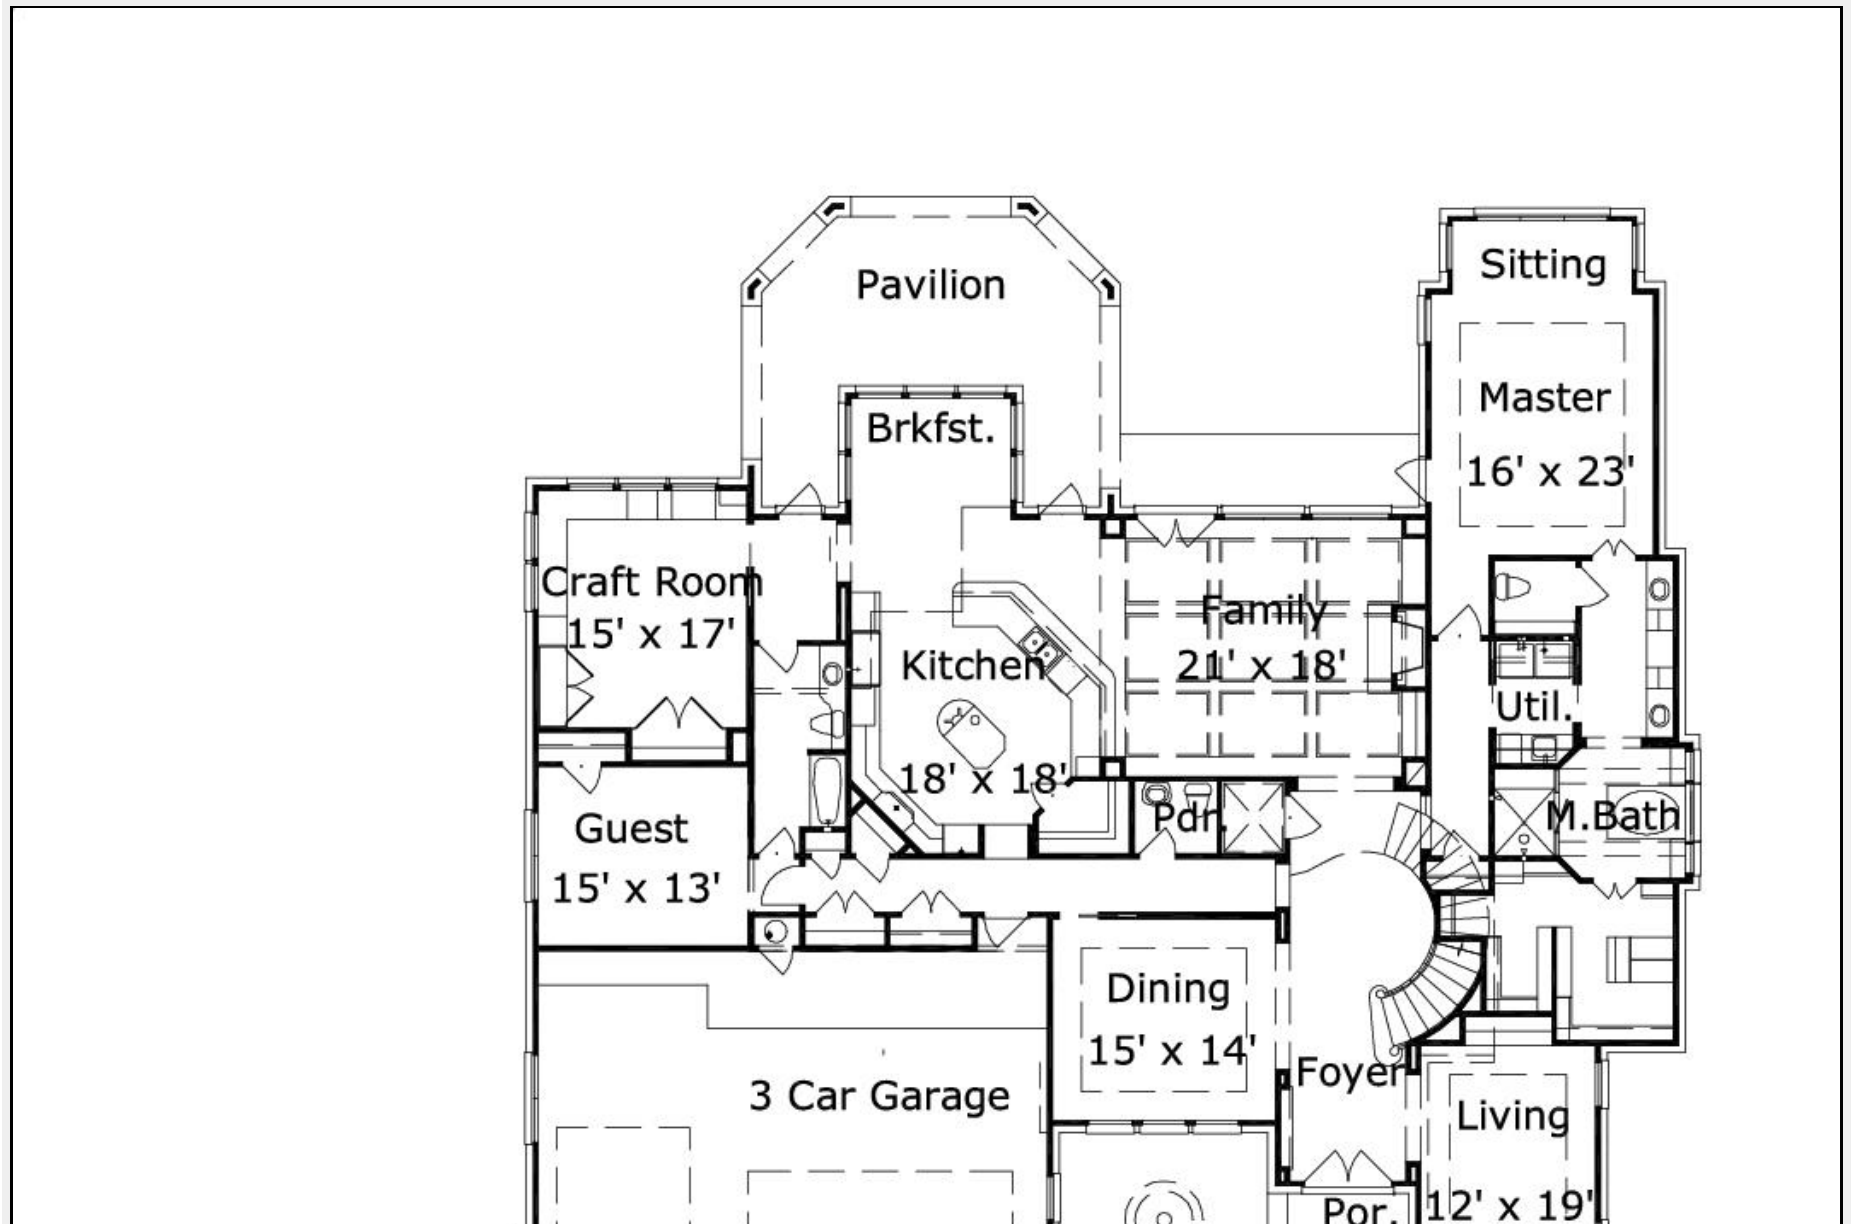 Pavilion
Sitting
Master
16' x 23'
Brkfst.
Craft Room
15' x 17'
Kitchen
18' x 18'
Family
21' x 18'
Util.
M.Bath
Pdr.
Guest
15' x 13'
Dining
15' x 14'
Foyer
3 Car Garage
Living
12' x 19'
Por.